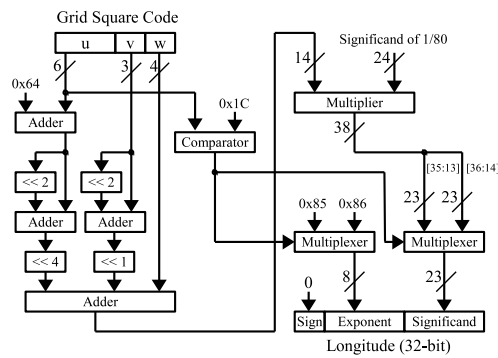 Grid Square Code
u v w
6 3 4
0x64
Adder
<< 2 << 2
Adder Adder
<< 4 << 1
Adder
0x1C
Comparator
Significand of 1/80
14 24
Multiplier
38
[35:13] [36:14]
23 23
0x85 0x86
Multiplexer Multiplexer
8 23
0
Sign Exponent Significand
Longitude (32-bit)